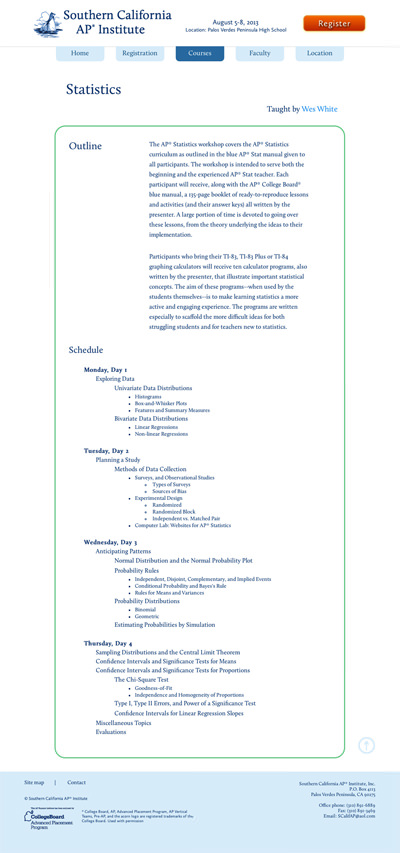 Southern California
AP® Institute
August 5-8, 2013
Location: Palos Verdes Peninsula High School
Register
Home
Registration
Courses
Faculty
Location
Statistics
Taught by Wes White
Outline
The AP® Statistics workshop covers the AP® Statistics
curriculum as outlined in the blue AP® Stat manual given to
all participants. The workshop is intended to serve both the
beginning and the experienced AP® Stat teacher. Each
participant will receive, along with the AP® College Board®
blue manual, a 135-page booklet of ready-to-reproduce lessons
and activities (and their answer keys) all written by the
presenter. A large portion of time is devoted to going over
these lessons, from the theory underlying the ideas to their
implementation.
Participants who bring their TI-83, TI-83 Plus or TI-84
graphing calculators will receive ten calculator programs, also
written by the presenter, that illustrate important statistical
concepts. The aim of these programs—when used by the
students themselves—is to make learning statistics a more
active and engaging experience. The programs are written
especially to scaffold the more difficult ideas for both
struggling students and for teachers new to statistics.
Schedule
Monday, Day 1
Exploring Data
Univariate Data Distributions
• Histograms
• Box-and-Whisker Plots
• Features and Summary Measures
Bivariate Data Distributions
• Linear Regressions
• Non-linear Regressions
Tuesday, Day 2
Planning a Study
Methods of Data Collection
• Surveys, and Observational Studies
Types of Surveys
Sources of Bias
• Experimental Design
Randomized
Randomized Block
Independent vs. Matched Pair
• Computer Lab: Websites for AP® Statistics
Wednesday, Day 3
Anticipating Patterns
Normal Distribution and the Normal Probability Plot
Probability Rules
• Independent, Disjoint, Complementary, and Implied Events
• Conditional Probability and Bayes's Rule
• Rules for Means and Variances
Probability Distributions
• Binomial
• Geometric
Estimating Probabilities by Simulation
Thursday, Day 4
Sampling Distributions and the Central Limit Theorem
Confidence Intervals and Significance Tests for Means
Confidence Intervals and Significance Tests for Proportions
The Chi-Square Test
• Goodness-of-Fit
• Independence and Homogeneity of Proportions
Type I, Type II Errors, and Power of a Significance Test
Confidence Intervals for Linear Regression Slopes
Miscellaneous Topics
Evaluations
Site map | Contact
© Southern California AP® Institute
CollegeBoard
Advanced Placement
Program
* College Board, AP, Advanced Placement Program, AP Vertical
Teams, Pre-AP, and the acorn logo are registered trademarks of the
College Board. Used with permission
Southern California AP® Institute, Inc.
P.O. Box 4113
Palos Verdes Peninsula, CA 90275
Office phone:
Email: SCalifAP@aol.com